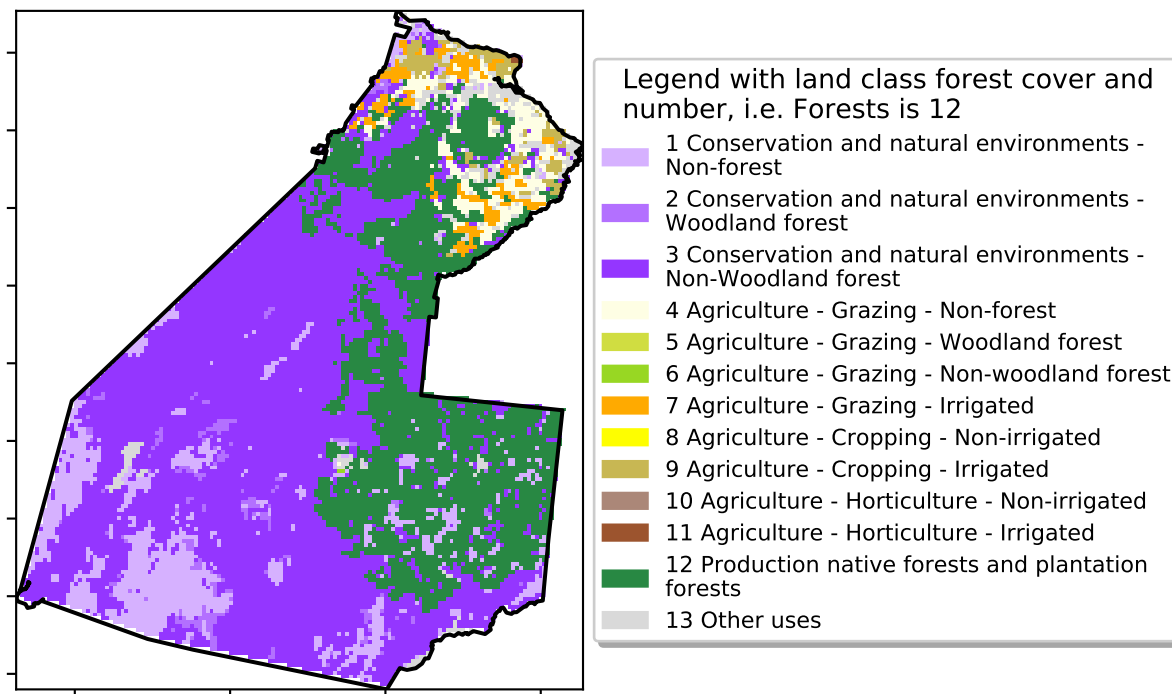 Legend with land class forest cover and
number, i.e. Forests is 12
1 Conservation and natural environments -
Non-forest
2 Conservation and natural environments -
Woodland forest
3 Conservation and natural environments -
Non-Woodland forest
4 Agriculture - Grazing - Non-forest
5 Agriculture - Grazing - Woodland forest
6 Agriculture - Grazing - Non-woodland forest
7 Agriculture - Grazing - Irrigated
8 Agriculture - Cropping - Non-irrigated
9 Agriculture - Cropping - Irrigated
10 Agriculture - Horticulture - Non-irrigated
11 Agriculture - Horticulture - Irrigated
12 Production native forests and plantation
forests
13 Other uses